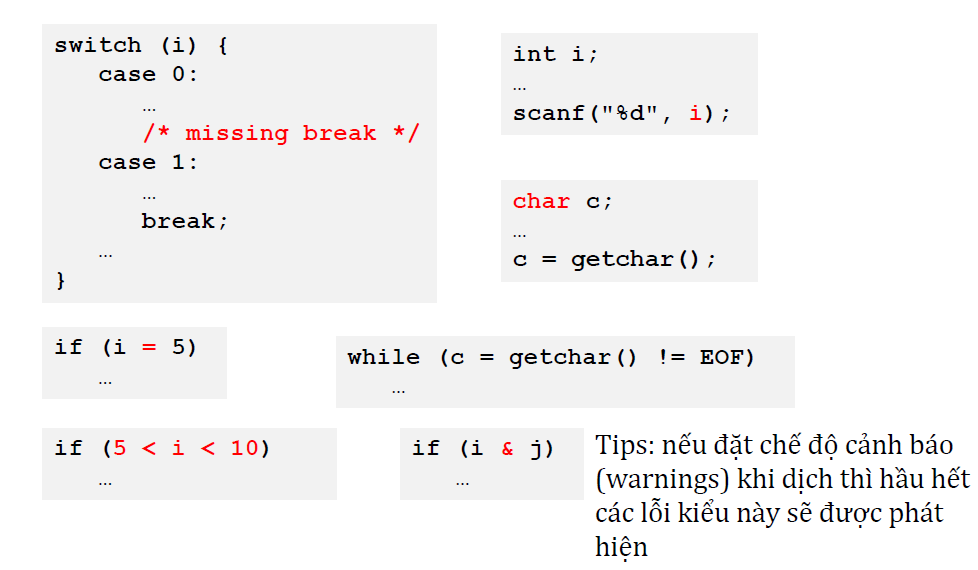 switch (i) {
case 0:
…
/* missing break */
case 1:
…
break;
…
}
int i;
…
scanf("%d", i);
char c;
…
c = getchar();
if (i = 5)
…
while (c = getchar() != EOF)
…
if (5 < i < 10)
…
if (i & j)
…
Tips: nếu đặt chế độ cảnh báo
(warnings) khi dịch thì hầu hết
các lỗi kiểu này sẽ được phát
hiện